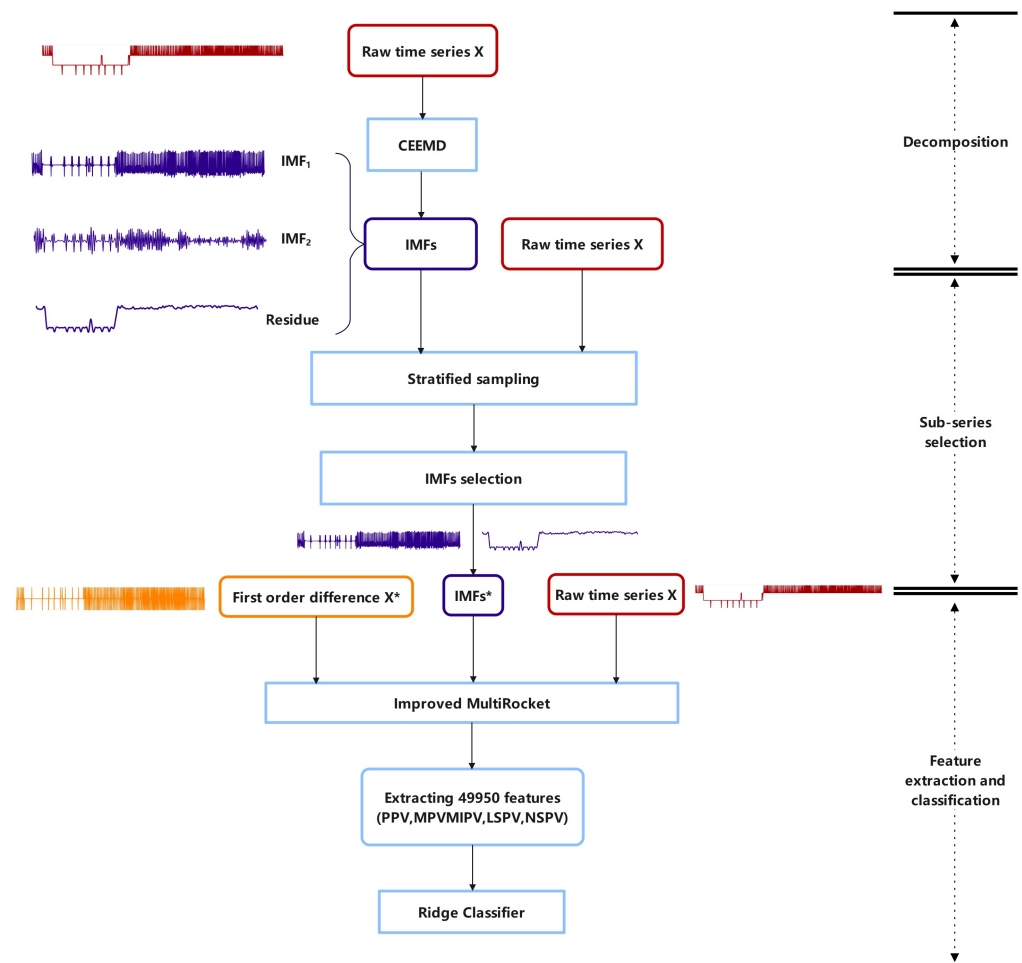 Raw time series X
CEEMD
Decomposition
IMF₁
IMF₂
IMFs
Raw time series X
Residue
Stratified sampling
Sub-series
selection
IMFs selection
First order difference X*
IMFs*
Raw time series X
Improved MultiRocket
Feature
extraction and
classification
Extracting 49950 features
(PPV,MPVMIPV,LSPV,NSPV)
Ridge Classifier